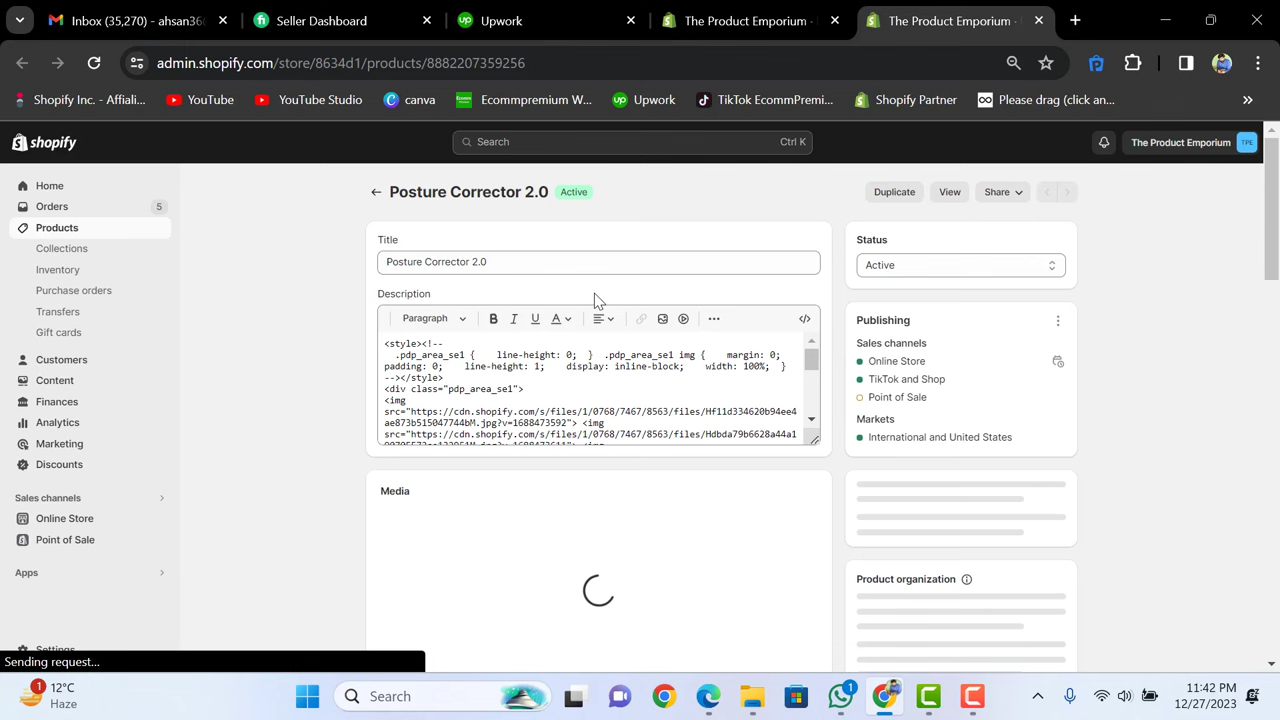 Inbox (35,270) - ahsan36
Seller Dashboard
Upwork
The Product Emporium ·
The Product Emporium ·
admin.shopify.com/store/8634d1/products/8882207359256
Shopify Inc. - Affiali...
YouTube
YouTube Studio
canva
Ecommpremium W...
Upwork
TikTok EcommPremi...
Shopify Partner
Please drag (click an...
shopify
Search
Ctrl K
The Product Emporium
TPE
Home
Orders
5
Products
Collections
Inventory
Purchase orders
Transfers
Gift cards
Customers
Content
Finances
Analytics
Marketing
Discounts
Sales channels
Online Store
Point of Sale
Apps
Settings
Sending request...
Posture Corrector 2.0
Active
Duplicate
View
Share
Title
Posture Corrector 2.0
Description
Paragraph
B
I
U
A
<style><!--
.pdp_area_se1 { line-height: 0; } .pdp_area_se1 img { margin: 0;
padding: 0; line-height: 1; display: inline-block; width: 100%; }
--></style>
<div class="pdp_area_se1">
<img
src="https://cdn.shopify.com/s/files/1/0768/7467/8563/files/Hf11d334620b94ee4
ae873b515047744bM.jpg?v=1688473592"> <img
src="https://cdn.shopify.com/s/files/1/0768/7467/8563/files/Hdbda79b6628a44a1
Media
Status
Active
Publishing
Sales channels
Online Store
TikTok and Shop
Point of Sale
Markets
International and United States
Product organization
1
12°C
Haze
Search
1
11:42 PM
12/27/2023